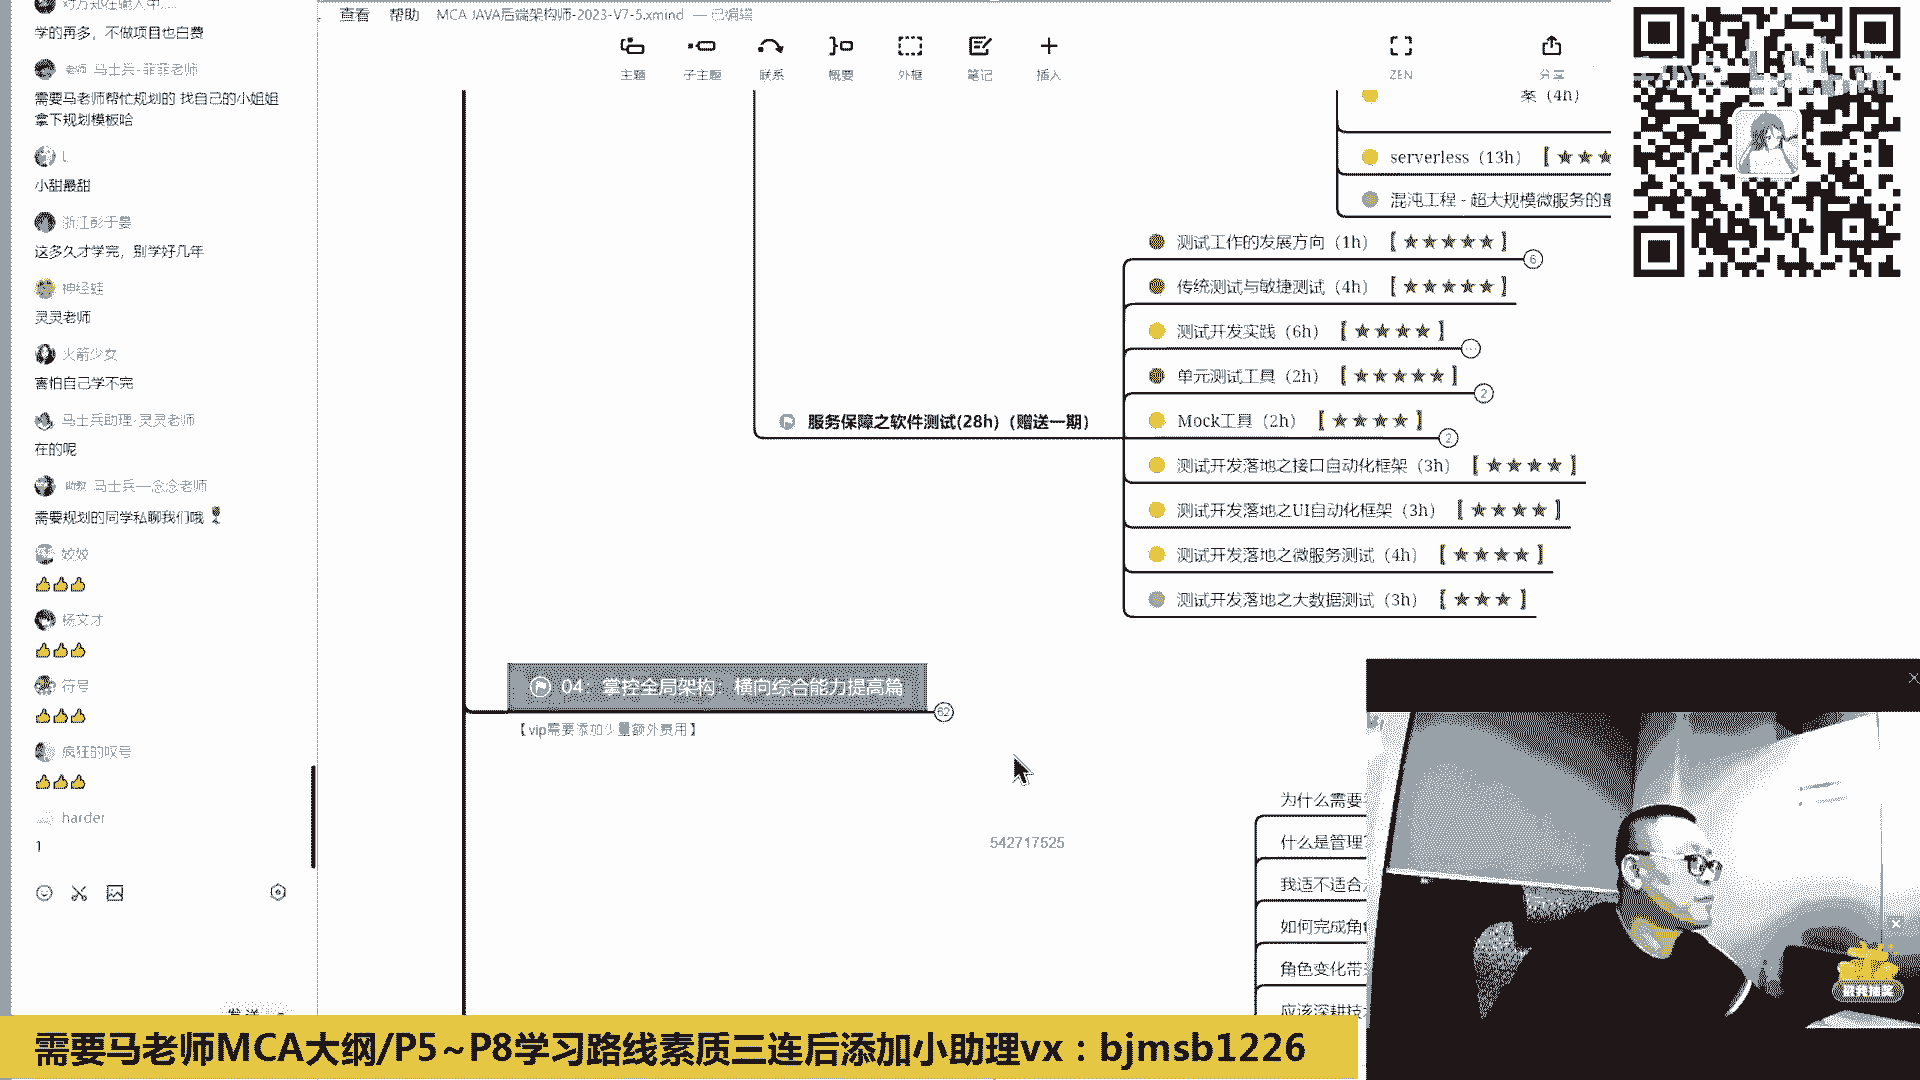 对方知在输入中.....
学的再多，不做项目也白费
老师 马士兵-菲菲老师
需要马老师帮忙规划的 找自己的小姐姐
拿下规划模板哈
L
小甜最甜
浙江彭于晏
这多久才学完，别学好几年
神经蛙
灵灵老师
火箭少女
害怕自己学不完
马士兵助理-灵灵老师
在的呢
助教 马士兵—念念老师
需要规划的同学私聊我们哦
姣姣
杨文才
符号
疯狂的叹号
harder
1
发送
查看 帮助 MCA JAVA后端架构师-2023-V7-5.xmind — 已编辑
主题 子主题 联系 概要 外框 笔记 插入 ZEN 分享
案（4h）
serverless（13h）【★★★
混沌工程 - 超大规模微服务的最
测试工作的发展方向（1h）【★★★★★】
6
传统测试与敏捷测试（4h）【★★★★★】
测试开发实践（6h）【★★★★】
单元测试工具（2h）【★★★★★】
2
服务保障之软件测试(28h)（赠送一期）
Mock工具（2h）【★★★★】
2
测试开发落地之接口自动化框架（3h）【★★★★】
测试开发落地之UI自动化框架（3h）【★★★★】
测试开发落地之微服务测试（4h）【★★★★】
测试开发落地之大数据测试（3h）【★★★】
04：掌控全局架构：横向综合能力提高篇
62
【vip需要添加少量额外费用】
542717525
为什么需要
什么是管理
我适不适合
如何完成角
角色变化带
应该深耕技
需要马老师MCA大纲/P5~P8学习路线素质三连后添加小助理vx：bjmsb1226